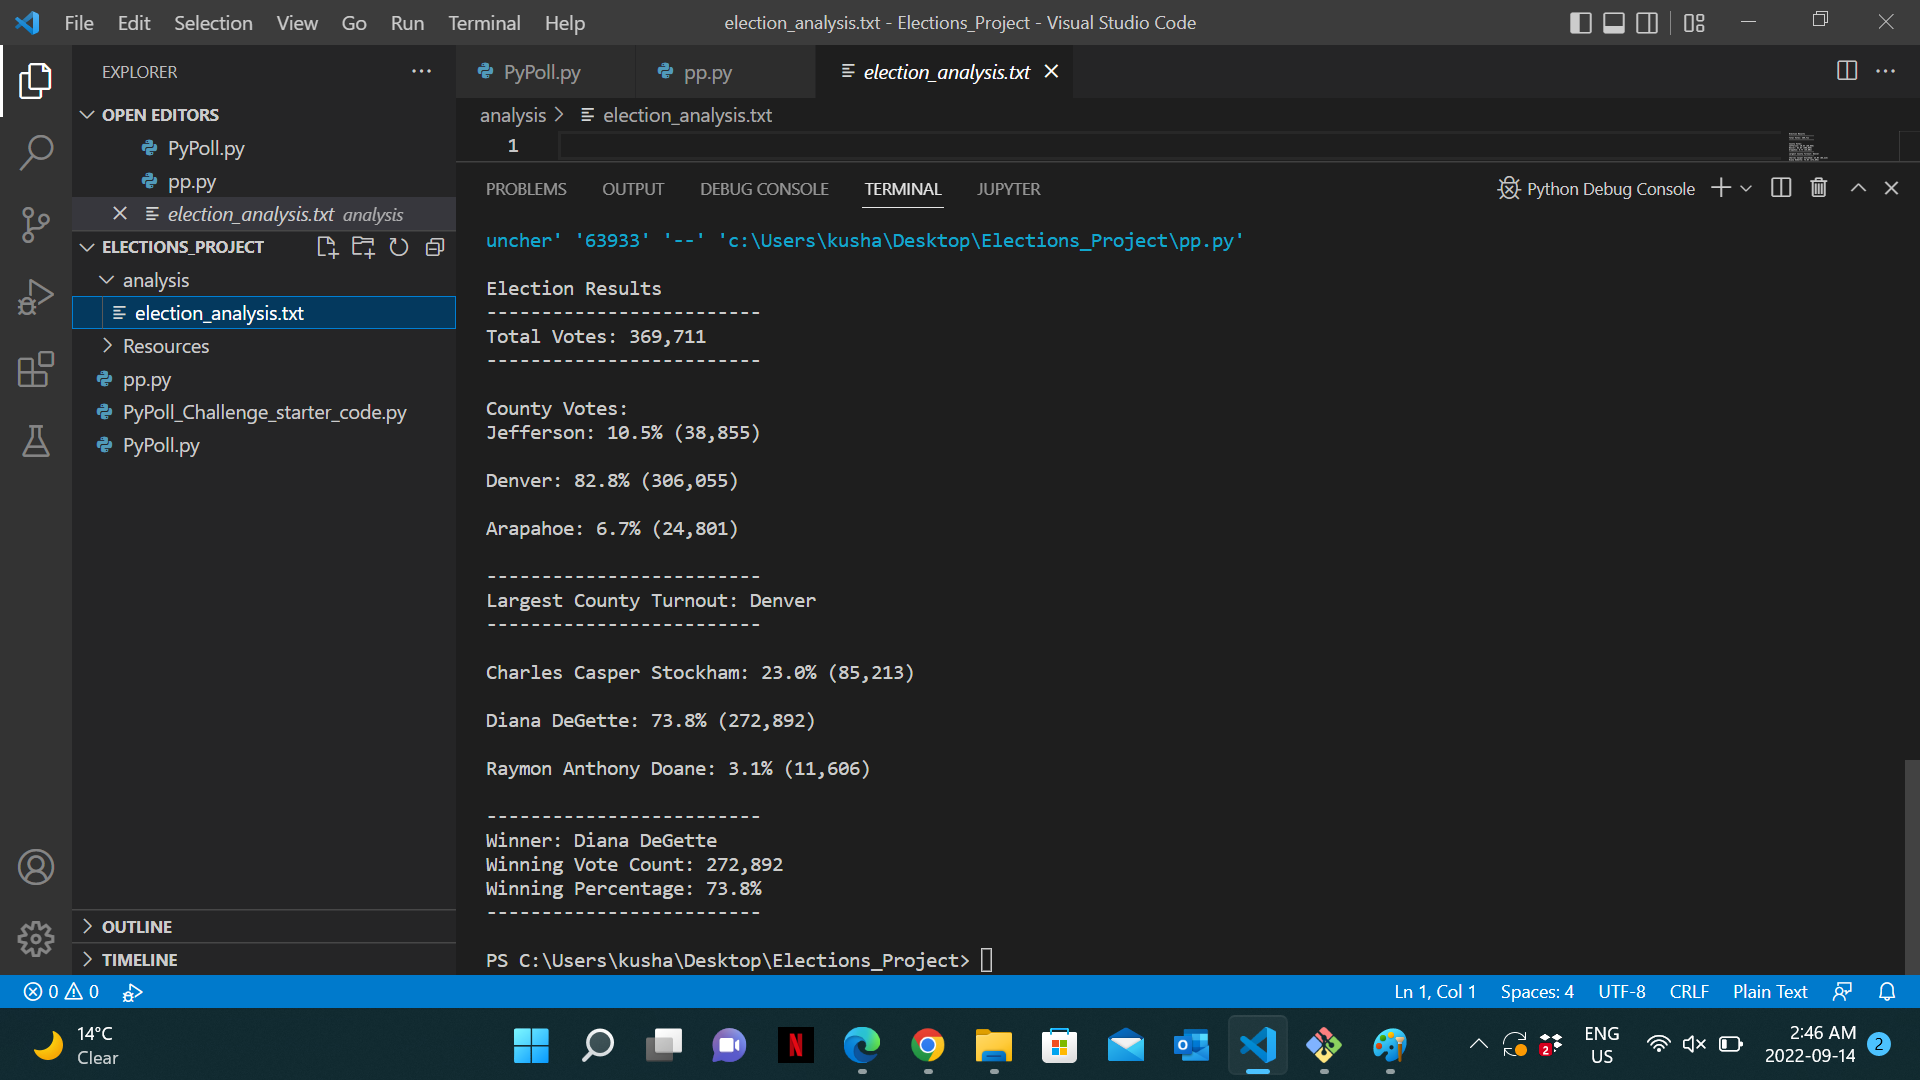 File Edit Selection View Go Run Terminal Help
election_analysis.txt - Elections_Project - Visual Studio Code
EXPLORER
OPEN EDITORS
PyPoll.py
pp.py
election_analysis.txt analysis
ELECTIONS_PROJECT
analysis
election_analysis.txt
Resources
pp.py
PyPoll_Challenge_starter_code.py
PyPoll.py
OUTLINE
TIMELINE
PyPoll.py
pp.py
election_analysis.txt
analysis > election_analysis.txt
1
PROBLEMS OUTPUT DEBUG CONSOLE TERMINAL JUPYTER
Python Debug Console
uncher' '63933' '--' 'c:\Users\kusha\Desktop\Elections_Project\pp.py'
Election Results
-------------------------
Total Votes: 369,711
-------------------------
County Votes:
Jefferson: 10.5% (38,855)
Denver: 82.8% (306,055)
Arapahoe: 6.7% (24,801)
-------------------------
Largest County Turnout: Denver
-------------------------
Charles Casper Stockham: 23.0% (85,213)
Diana DeGette: 73.8% (272,892)
Raymon Anthony Doane: 3.1% (11,606)
-------------------------
Winner: Diana DeGette
Winning Vote Count: 272,892
Winning Percentage: 73.8%
-------------------------
PS C:\Users\kusha\Desktop\Elections_Project>
0 0
Ln 1, Col 1 Spaces: 4 UTF-8 CRLF Plain Text
14°C
Clear
N
2
ENG
US
2:46 AM
2022-09-14
2